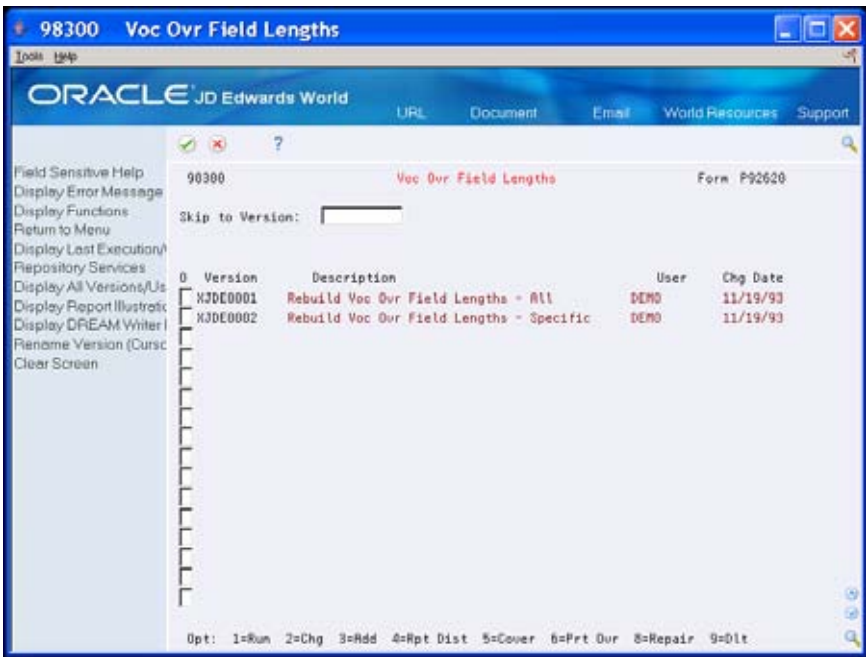 98300 Voc Ovr Field Lengths
Tools Help
ORACLE JD Edwards World
URL Document Email World Resources Support
?
Field Sensitive Help
Display Error Message
Display Functions
Return to Menu
Display Last Execution/
Repository Services
Display All Versions/Us
Display Report Illustratic
Display DREAM Writer
Rename Version (Cursc
Clear Screen
98300 Voc Ovr Field Lengths Form P92620
Skip to Version:
O Version Description User Chg Date
XJDE0001 Rebuild Voc Ovr Field Lengths - All DEMO 11/19/93
XJDE0002 Rebuild Voc Ovr Field Lengths - Specific DEMO 11/19/93
Opt: 1=Run 2=Chg 3=Add 4=Rpt Dist 5=Cover 6=Prt Ovr 8=Repair 9=Dlt